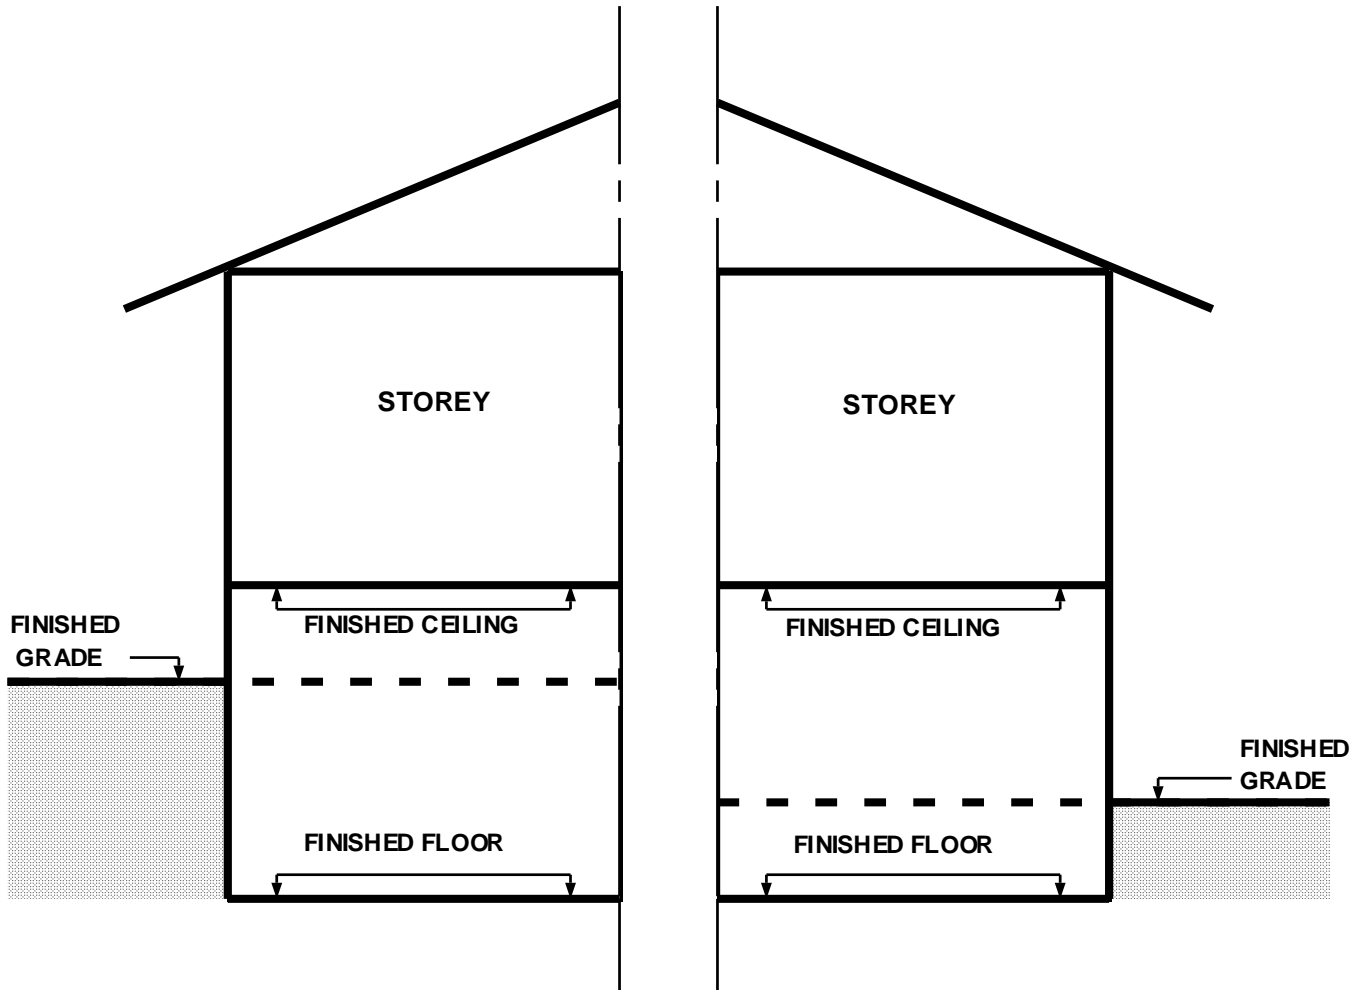 STOREY
STOREY
FINISHED CEILING
FINISHED CEILING
FINISHED
GRADE
FINISHED
GRADE
FINISHED FLOOR
FINISHED FLOOR